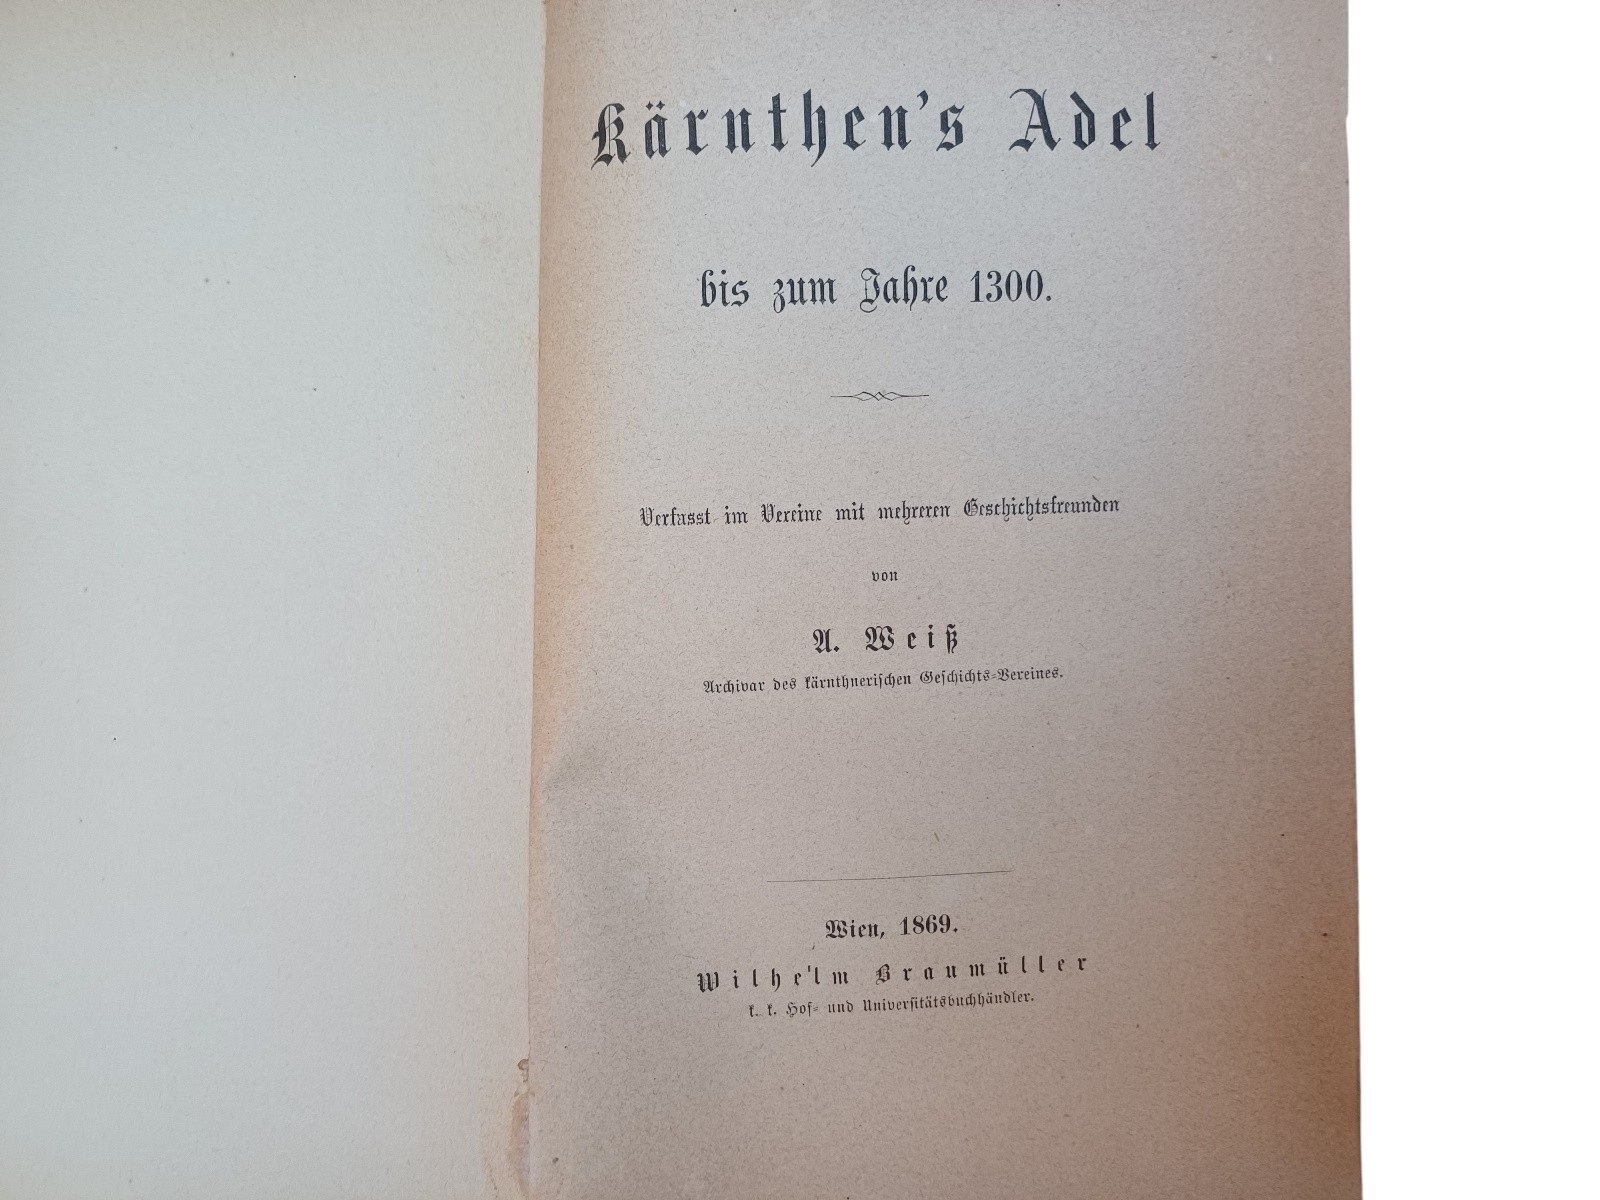 Kärnthen's Adel
bis zum Jahre 1300.
Verfasst im Vereine mit mehreren Geschichtsfreunden
von
A. Weiß
Archivar des kärnthnerischen Geschichts-Vereines.
Wien, 1869.
Wilhelm Braumüller
k. k. Hof- und Universitätsbuchhändler.